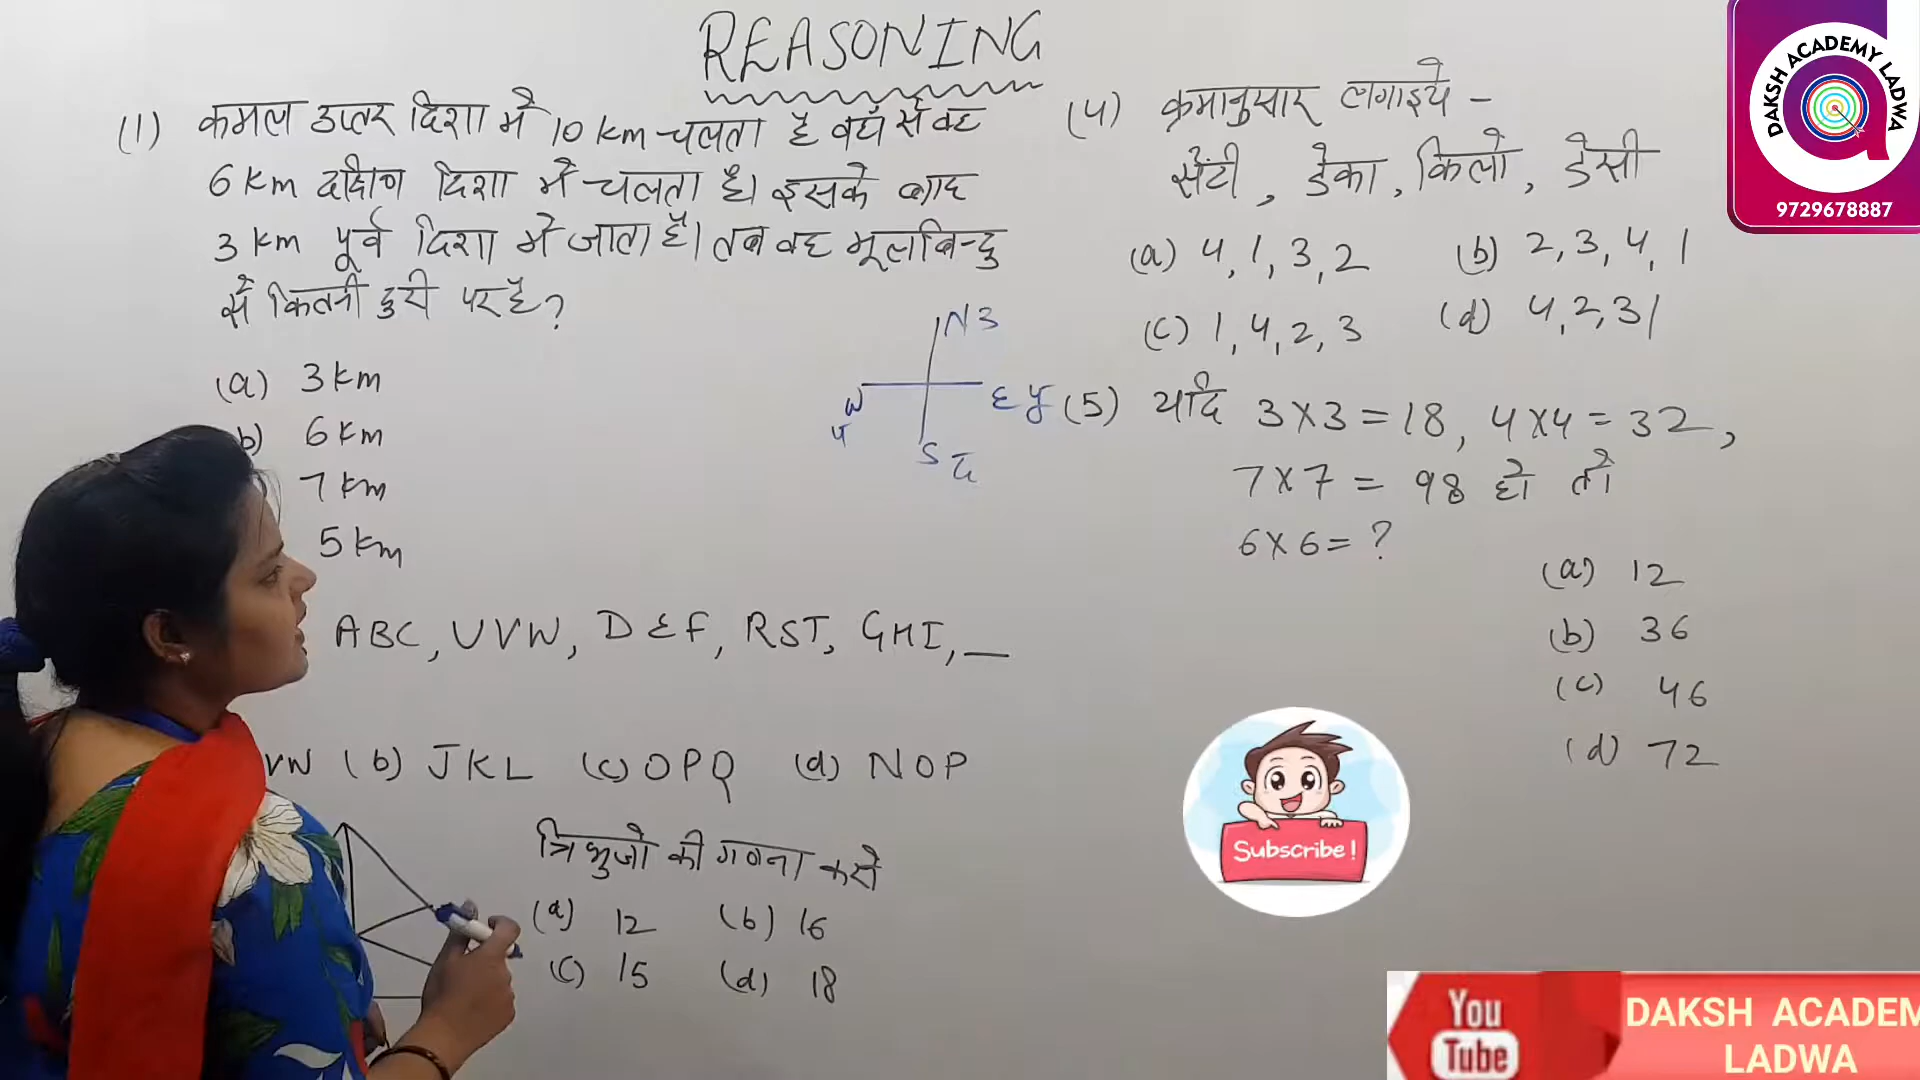 REASONING
(1) कमल उत्तर दिशा में 10 km चलता है वहाँ से वह
6 km दक्षिण दिशा में चलता है। इसके बाद
3 km पूर्व दिशा में जाता है। तब वह मूलबिन्दु
से कितनी दुरी पर है?
(a) 3 km
b) 6 km
7 km
5 km
N उ
W
प
E पू
S द
ABC, UVW, DEF, RST, GHI, __
VW (b) JKL (c) OPQ (d) NOP
त्रिभुजो की गणना करो
(a) 12 (b) 16
(c) 15 (d) 18
(4) क्रमानुसार लगाइये -
सेंटी, डेका, किलो, डेसी
(a) 4, 1, 3, 2 (b) 2, 3, 4, 1
(c) 1, 4, 2, 3 (d) 4, 2, 3 1
(5) यदि 3×3=18, 4×4=32,
7×7 = 98 हो तो
6×6=?
(a) 12
(b) 36
(c) 46
(d) 72
DAKSH ACADEMY LADWA
9729678887
Subscribe!
You
Tube
DAKSH ACADEM
LADWA